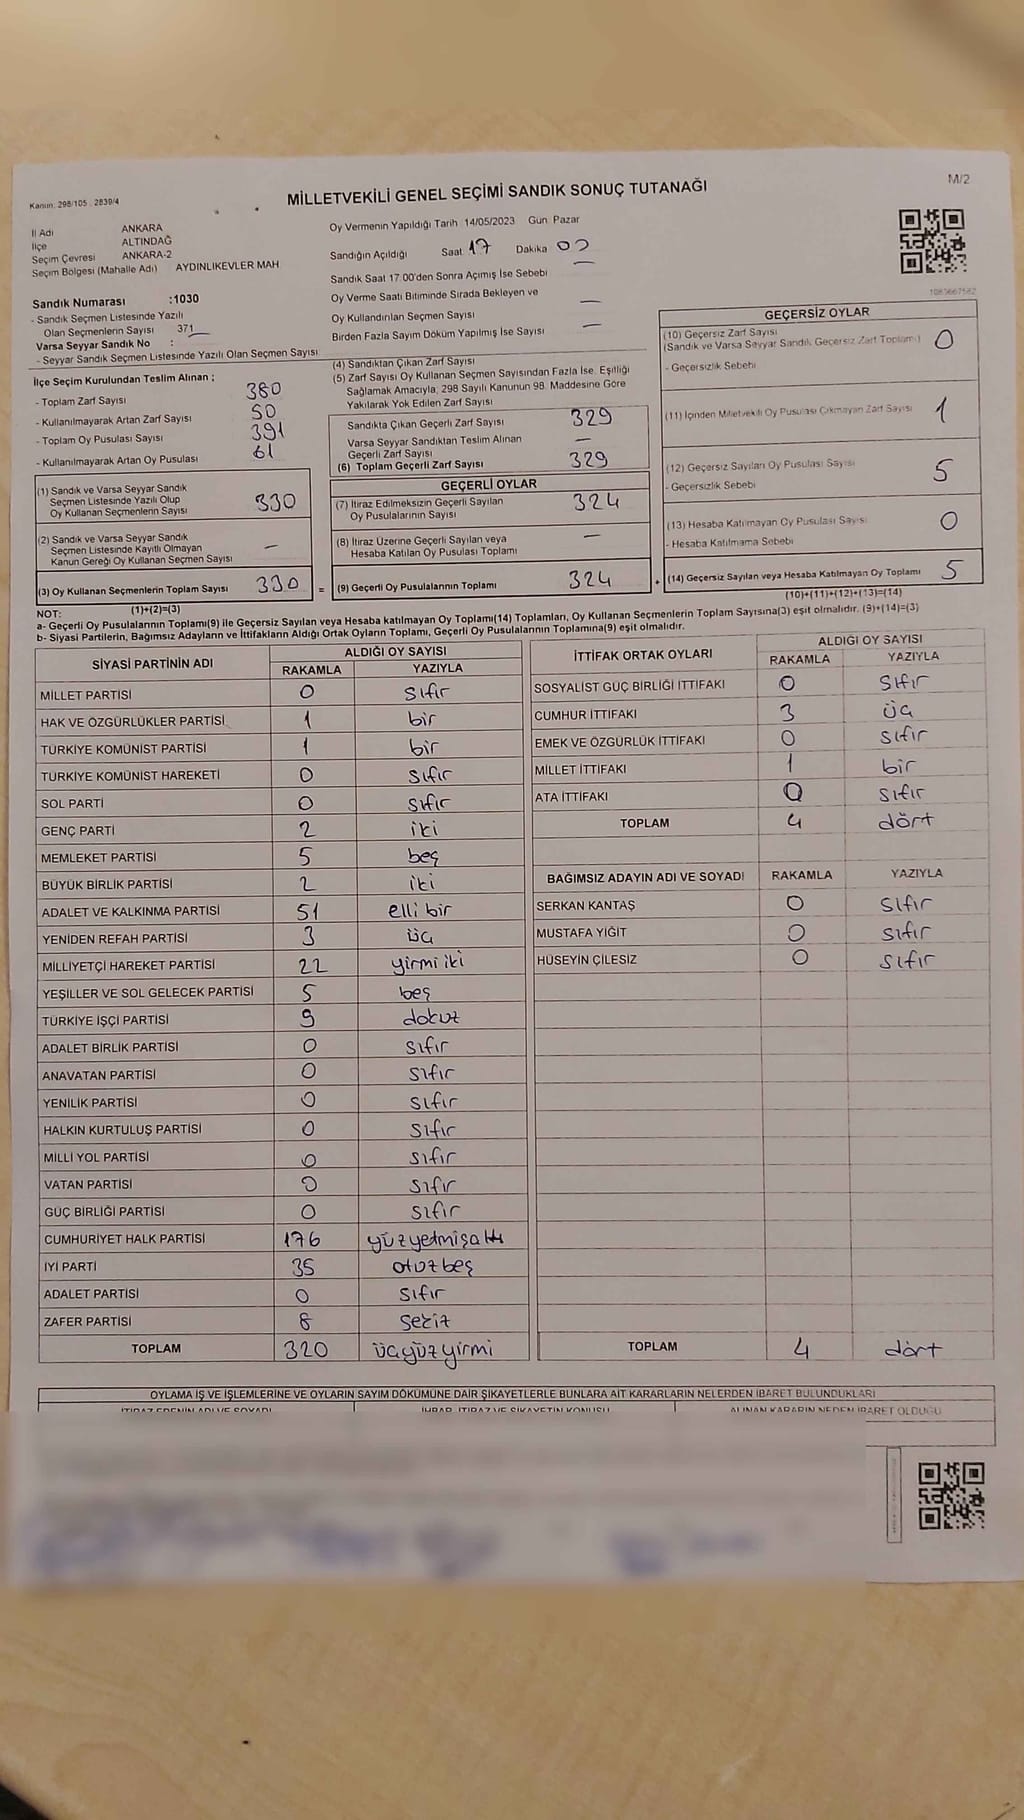 Kanun: 298/105 , 2839/4
MİLLETVEKİLİ GENEL SEÇİMİ SANDIK SONUÇ TUTANAĞI
M/2
İl Adı ANKARA
İlçe ALTINDAĞ
Seçim Çevresi ANKARA-2
Seçim Bölgesi (Mahalle Adı) AYDINLIKEVLER MAH
Sandık Numarası :1030
- Sandık Seçmen Listesinde Yazılı
Olan Seçmenlerin Sayısı 371
Varsa Seyyar Sandık No :
- Seyyar Sandık Seçmen Listesinde Yazılı Olan Seçmen Sayısı
Oy Vermenin Yapıldığı Tarih 14/05/2023 Gün Pazar
Sandığın Açıldığı Saat 17 Dakika 02
Sandık Saat 17:00'den Sonra Açımış İse Sebebi —
Oy Verme Saati Bitiminde Sırada Bekleyen ve
Oy Kullandırılan Seçmen Sayısı —
Birden Fazla Sayım Döküm Yapılmış İse Sayısı —
1083667582
İlçe Seçim Kurulundan Teslim Alınan ;
- Toplam Zarf Sayısı 380
- Kullanılmayarak Artan Zarf Sayısı 50
- Toplam Oy Pusulası Sayısı 391
- Kullanılmayarak Artan Oy Pusulası 61
(1) Sandık ve Varsa Seyyar Sandık
Seçmen Listesinde Yazılı Olup
Oy Kullanan Seçmenlerin Sayısı 330
(2) Sandık ve Varsa Seyyar Sandık
Seçmen Listesinde Kayıtlı Olmayan
Kanun Gereği Oy Kullanan Seçmen Sayısı —
(3) Oy Kullanan Seçmenlerin Toplam Sayısı 330 =
(1)+(2)=(3)
(4) Sandıktan Çıkan Zarf Sayısı
(5) Zarf Sayısı Oy Kullanan Seçmen Sayısından Fazla İse, Eşitliği
Sağlamak Amacıyla, 298 Sayılı Kanunun 98. Maddesine Göre
Yakılarak Yok Edilen Zarf Sayısı
Sandıkta Çıkan Geçerli Zarf Sayısı 329
Varsa Seyyar Sandıktan Teslim Alınan
Geçerli Zarf Sayısı —
(6) Toplam Geçerli Zarf Sayısı 329
GEÇERLİ OYLAR
(7) İtiraz Edilmeksizin Geçerli Sayılan
Oy Pusulalarının Sayısı 324
(8) İtiraz Üzerine Geçerli Sayılan veya
Hesaba Katılan Oy Pusulası Toplamı —
(9) Geçerli Oy Pusulalarının Toplamı 324
GEÇERSİZ OYLAR
(10) Geçersiz Zarf Sayısı
(Sandık ve Varsa Seyyar Sandık Geçersiz Zarf Toplamı) 0
- Geçersizlik Sebebi
(11) İçinden Milletvekili Oy Pusulası Çıkmayan Zarf Sayısı 1
(12) Geçersiz Sayılan Oy Pusulası Sayısı 5
- Geçersizlik Sebebi
(13) Hesaba Katılmayan Oy Pusulası Sayısı 0
- Hesaba Katılmama Sebebi
(14) Geçersiz Sayılan veya Hesaba Katılmayan Oy Toplamı 5
(10)+(11)+(12)+(13)=(14)
NOT:
a- Geçerli Oy Pusulalarının Toplamı(9) ile Geçersiz Sayılan veya Hesaba Katılmayan Oy Toplamı(14) Toplamları, Oy Kullanan Seçmenlerin Toplam Sayısına(3) eşit olmalıdır. (9)+(14)=(3)
b- Siyasi Partilerin, Bağımsız Adayların ve İttifakların Aldığı Ortak Oyların Toplamı, Geçerli Oy Pusulalarının Toplamına(9) eşit olmalıdır.
SİYASİ PARTİNİN ADI ALDIĞI OY SAYISI
RAKAMLA YAZIYLA
MİLLET PARTİSİ 0 sıfır
HAK VE ÖZGÜRLÜKLER PARTİSİ 1 bir
TÜRKİYE KOMÜNİST PARTİSİ 1 bir
TÜRKİYE KOMÜNİST HAREKETİ 0 sıfır
SOL PARTİ 0 sıfır
GENÇ PARTİ 2 iki
MEMLEKET PARTİSİ 5 beş
BÜYÜK BİRLİK PARTİSİ 2 iki
ADALET VE KALKINMA PARTİSİ 51 elli bir
YENİDEN REFAH PARTİSİ 3 üç
MİLLİYETÇİ HAREKET PARTİSİ 22 yirmi iki
YEŞİLLER VE SOL GELECEK PARTİSİ 5 beş
TÜRKİYE İŞÇİ PARTİSİ 9 dokuz
ADALET BİRLİK PARTİSİ 0 sıfır
ANAVATAN PARTİSİ 0 sıfır
YENİLİK PARTİSİ 0 sıfır
HALKIN KURTULUŞ PARTİSİ 0 sıfır
MİLLİ YOL PARTİSİ 0 sıfır
VATAN PARTİSİ 0 sıfır
GÜÇ BİRLİĞİ PARTİSİ 0 sıfır
CUMHURİYET HALK PARTİSİ 176 yüzyetmişaltı
İYİ PARTİ 35 otuzbeş
ADALET PARTİSİ 0 sıfır
ZAFER PARTİSİ 8 sekiz
TOPLAM 320 üçyüzyirmi
İTTİFAK ORTAK OYLARI ALDIĞI OY SAYISI
RAKAMLA YAZIYLA
SOSYALİST GÜÇ BİRLİĞİ İTTİFAKI 0 sıfır
CUMHUR İTTİFAKI 3 üç
EMEK VE ÖZGÜRLÜK İTTİFAKI 0 sıfır
MİLLET İTTİFAKI 1 bir
ATA İTTİFAKI 0 sıfır
TOPLAM 4 dört
BAĞIMSIZ ADAYIN ADI VE SOYADI RAKAMLA YAZIYLA
SERKAN KANTAŞ 0 sıfır
MUSTAFA YİĞİT 0 sıfır
HÜSEYİN ÇİLESİZ 0 sıfır
TOPLAM 4 dört
OYLAMA İŞ VE İŞLEMLERİNE VE OYLARIN SAYIM DÖKÜMÜNE DAİR ŞİKAYETLERLE BUNLARA AİT KARARLARIN NELERDEN İBARET BULUNDUKLARI
İTİRAZ EDENİN ADI VE SOYADI İHBAR, İTİRAZ VE ŞİKAYETİN KONUSU ALINAN KARARIN NEDEN İBARET OLDUĞU